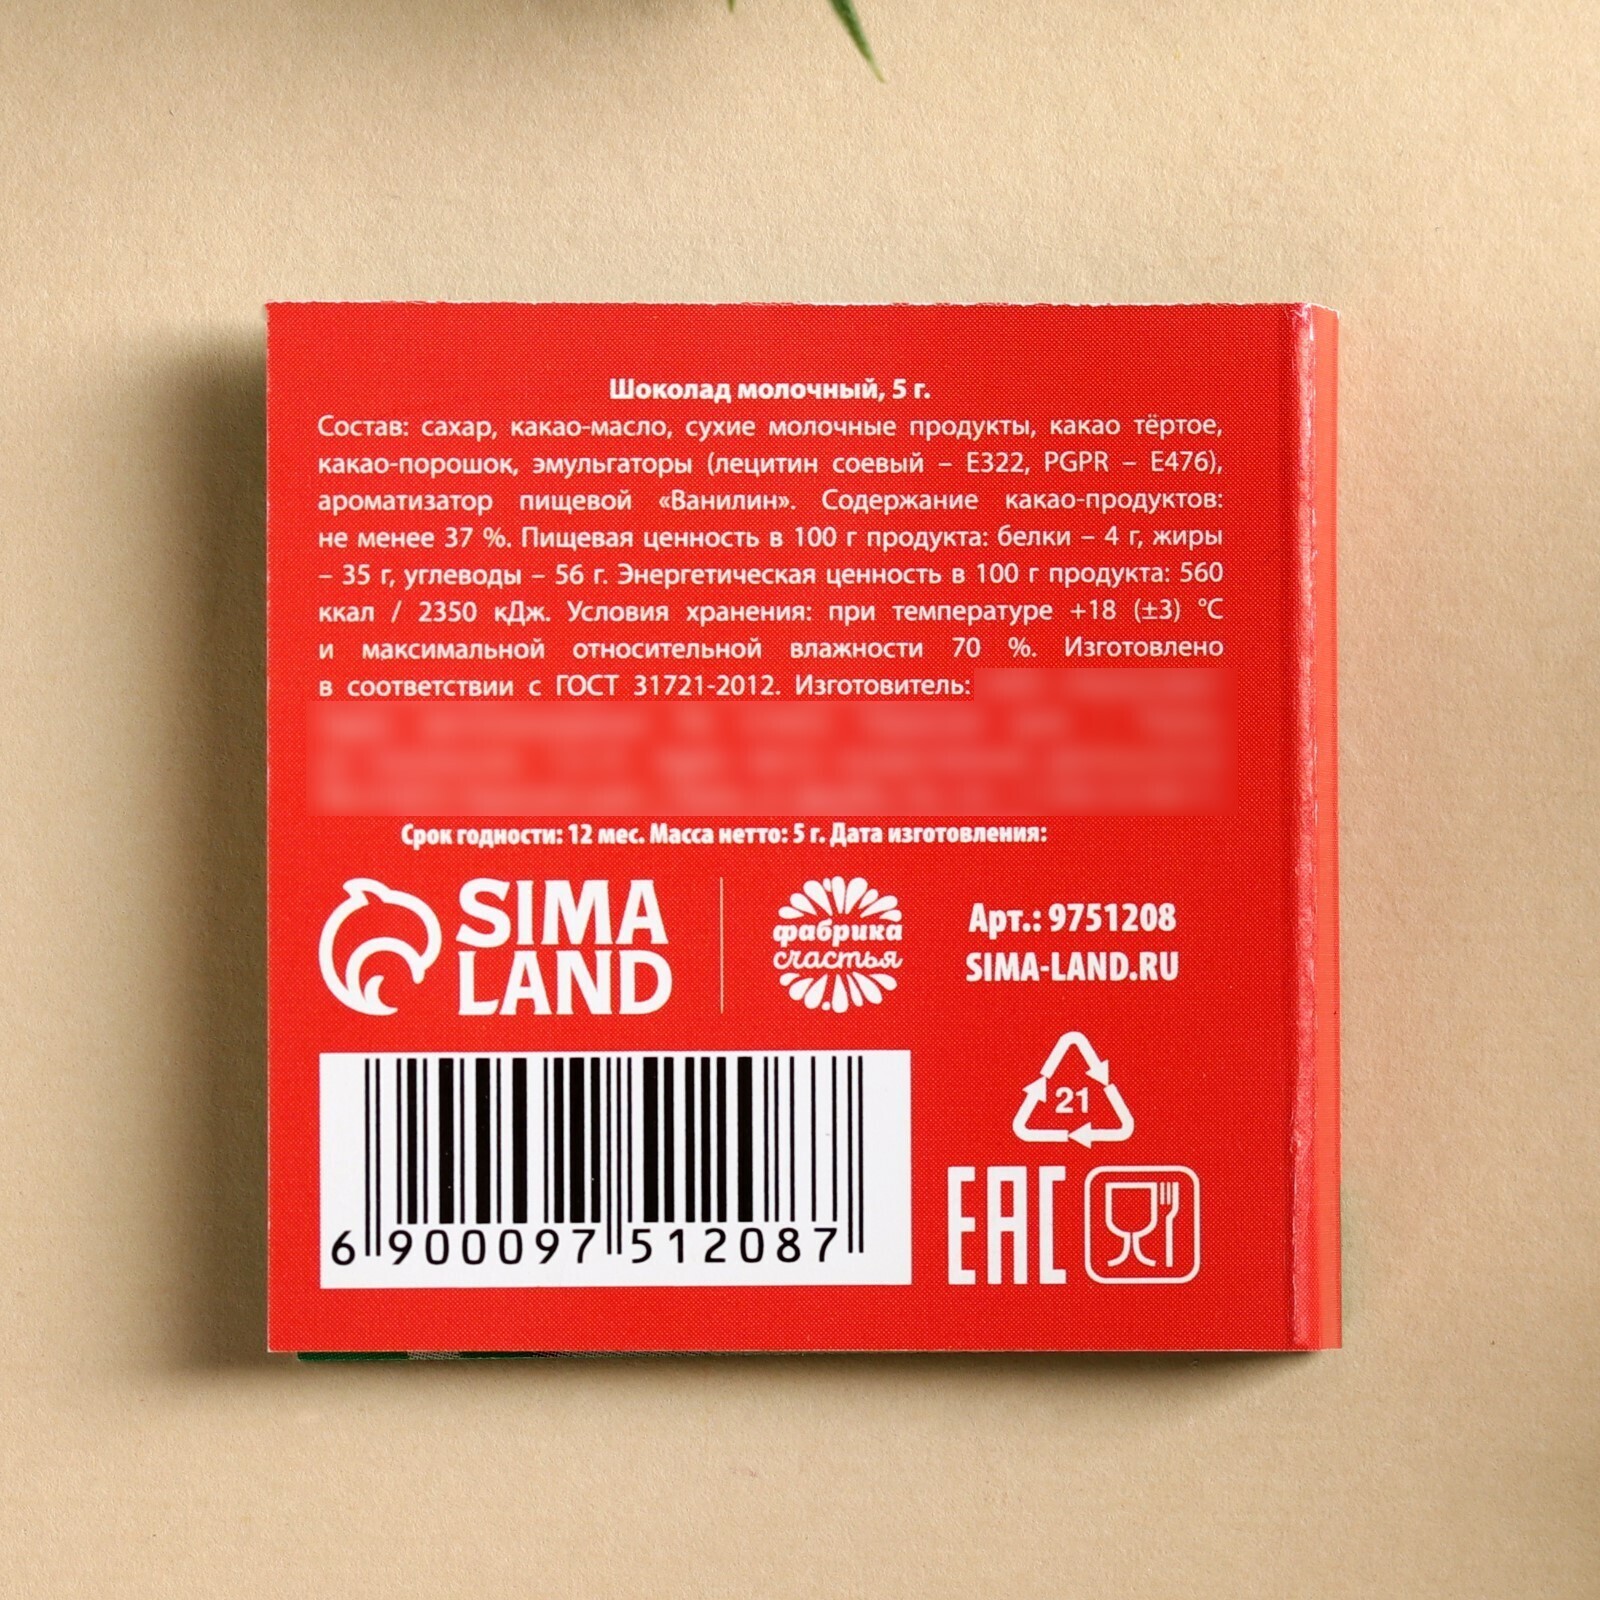 Шоколад молочный, 5 г.
Состав: сахар, какао-масло, сухие молочные продукты, какао тёртое,
какао-порошок, эмульгаторы (лецитин соевый – Е322, PGPR – Е476),
ароматизатор пищевой «Ванилин». Содержание какао-продуктов:
не менее 37 %. Пищевая ценность в 100 г продукта: белки – 4 г, жиры
– 35 г, углеводы – 56 г. Энергетическая ценность в 100 г продукта: 560
ккал / 2350 кДж. Условия хранения: при температуре +18 (±3) °С
и максимальной относительной влажности 70 %. Изготовлено
в соответствии с ГОСТ 31721-2012. Изготовитель:
Срок годности: 12 мес. Масса нетто: 5 г. Дата изготовления:
SIMA
LAND
фабрика
счастья
Арт.: 9751208
SIMA-LAND.RU
21
EAC
6 900097 512087